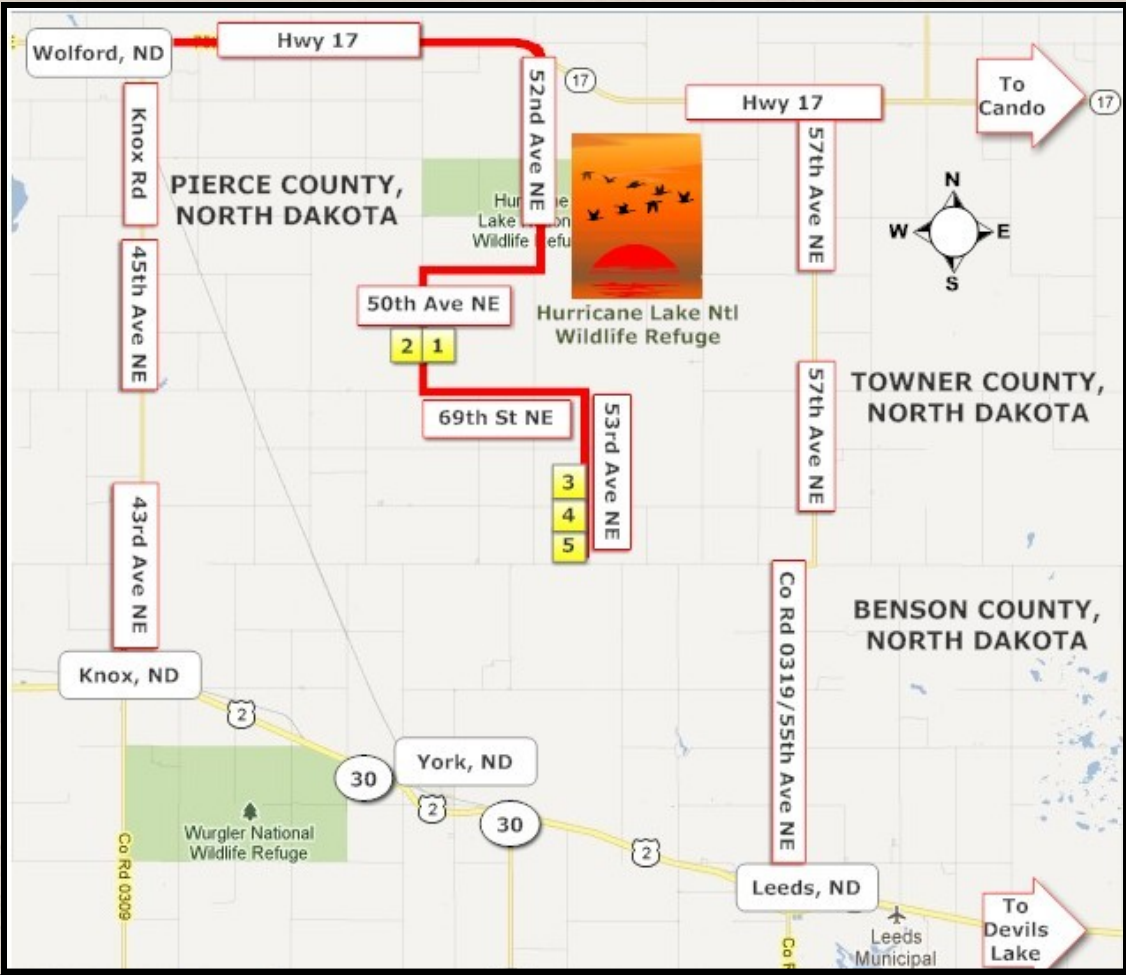 Wolford, ND
Hwy 17
17
Hwy 17
To
Cando
17
Knox Rd
52nd Ave NE
57th Ave NE
PIERCE COUNTY,
NORTH DAKOTA
N
W E
S
Lake
Wildlife
45th Ave NE
50th Ave NE
Hurricane Lake Ntl
Wildlife Refuge
2 1
57th Ave NE
TOWNER COUNTY,
NORTH DAKOTA
69th St NE
53rd Ave NE
3
4
5
43rd Ave NE
Co Rd 0319/55th Ave NE
BENSON COUNTY,
NORTH DAKOTA
Knox, ND
2
York, ND
30
2
30
Wurgler National
Wildlife Refuge
Co Rd 0309
2
Leeds, ND
Leeds
Municipal
To
Devils
Lake
Co